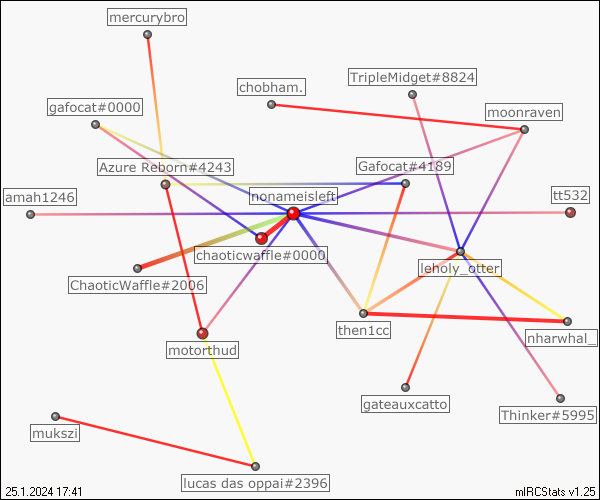 mercurybro
TripleMidget#8824
chobham.
gafocat#0000
moonraven
Azure Reborn#4243
Gafocat#4189
amah1246
nonameisleft
tt532
chaoticwaffle#0000
leholy_otter
ChaoticWaffle#2006
then1cc
nharwhal_
motorthud
gateauxcatto
Thinker#5995
mukszi
lucas das oppai#2396
25.1.2024 17:41
mIRCStats v1.25